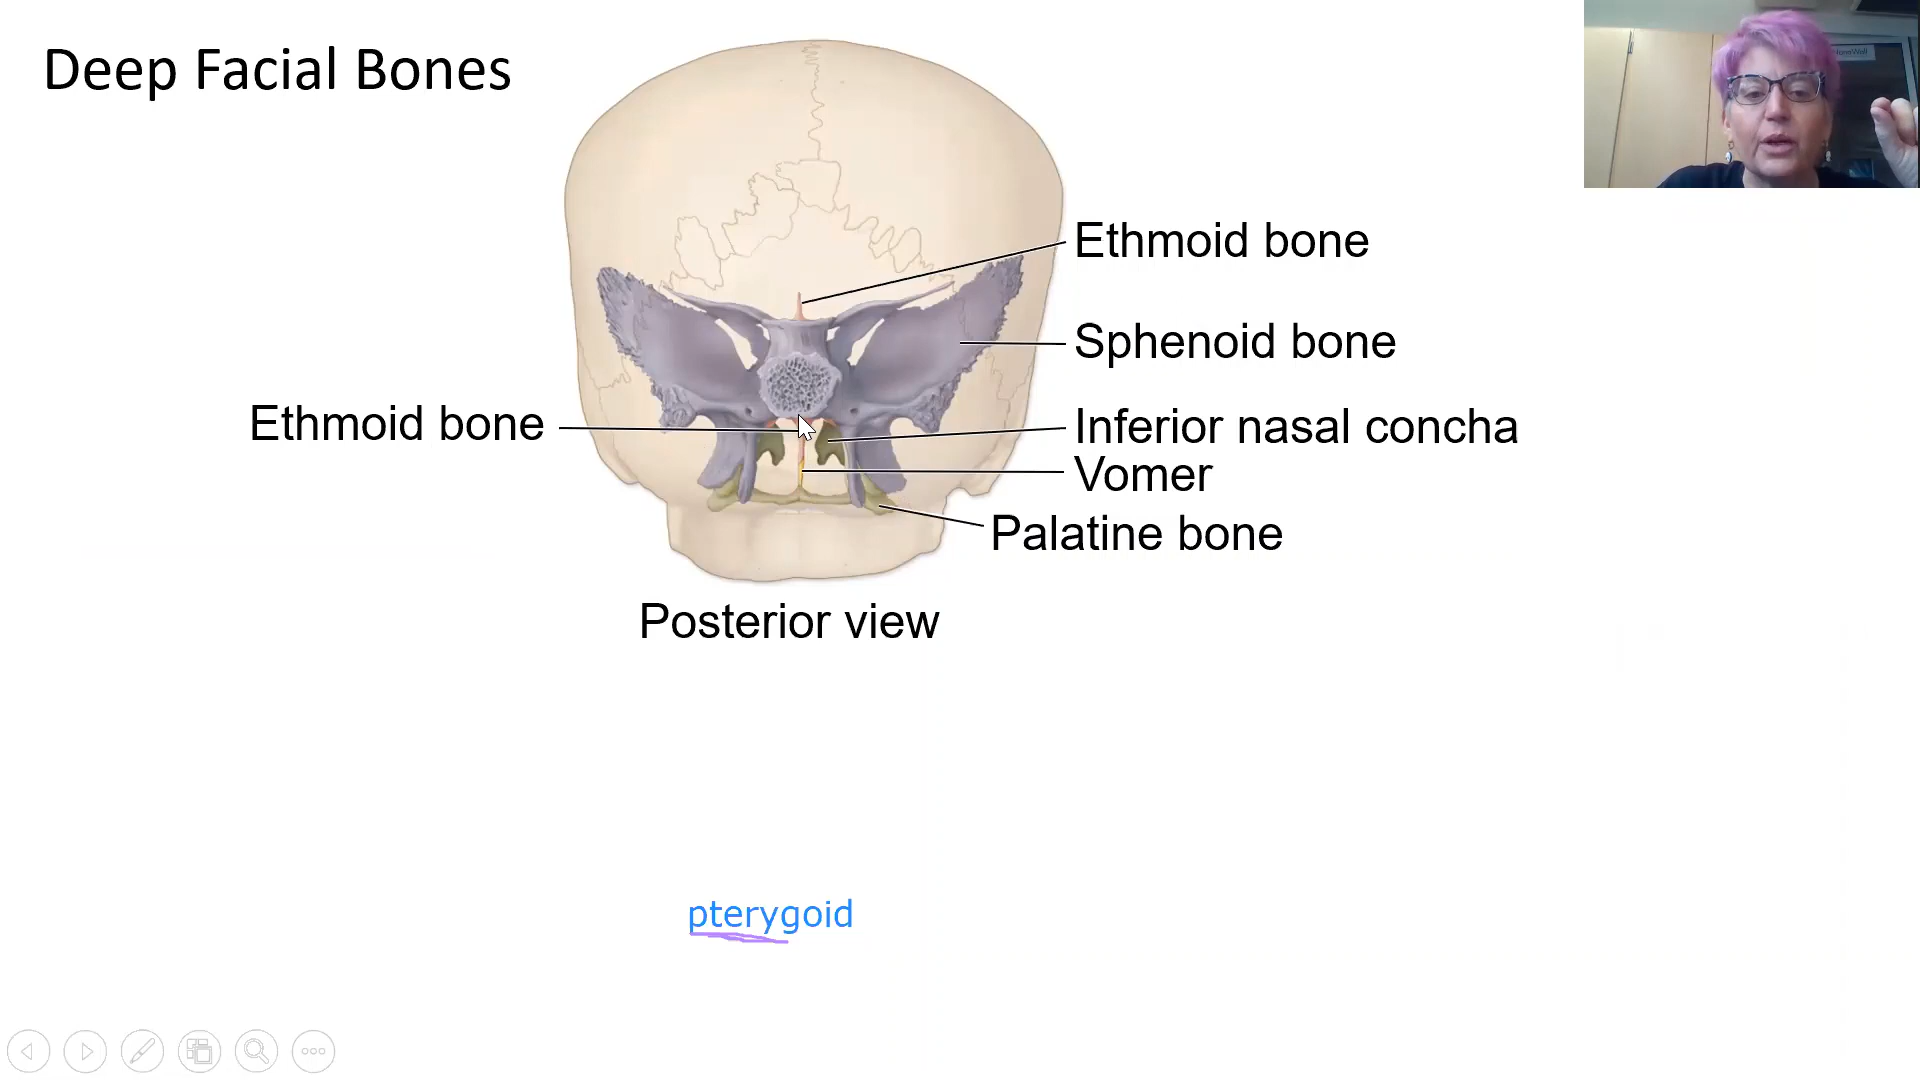 Deep Facial Bones
Ethmoid bone
Sphenoid bone
Ethmoid bone
Inferior nasal concha
Vomer
Palatine bone
Posterior view
pterygoid